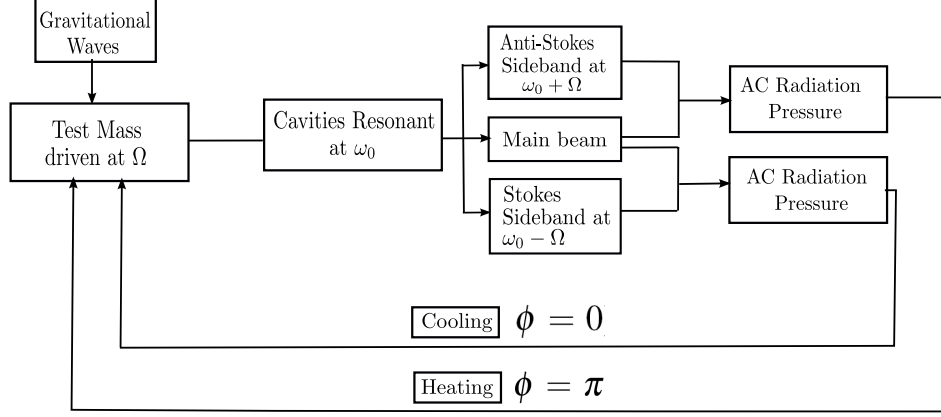 Gravitational
Waves
Test Mass
driven at Ω
Cavities Resonant
at ω₀
Anti-Stokes
Sideband at
ω₀ + Ω
Main beam
Stokes
Sideband at
ω₀ − Ω
AC Radiation
Pressure
AC Radiation
Pressure
Cooling ϕ = 0
Heating ϕ = π